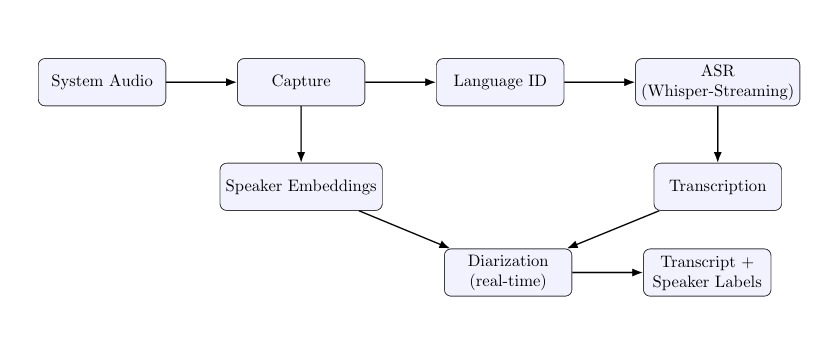 System Audio
Capture
Language ID
ASR
(Whisper-Streaming)
Speaker Embeddings
Transcription
Diarization
(real-time)
Transcript +
Speaker Labels